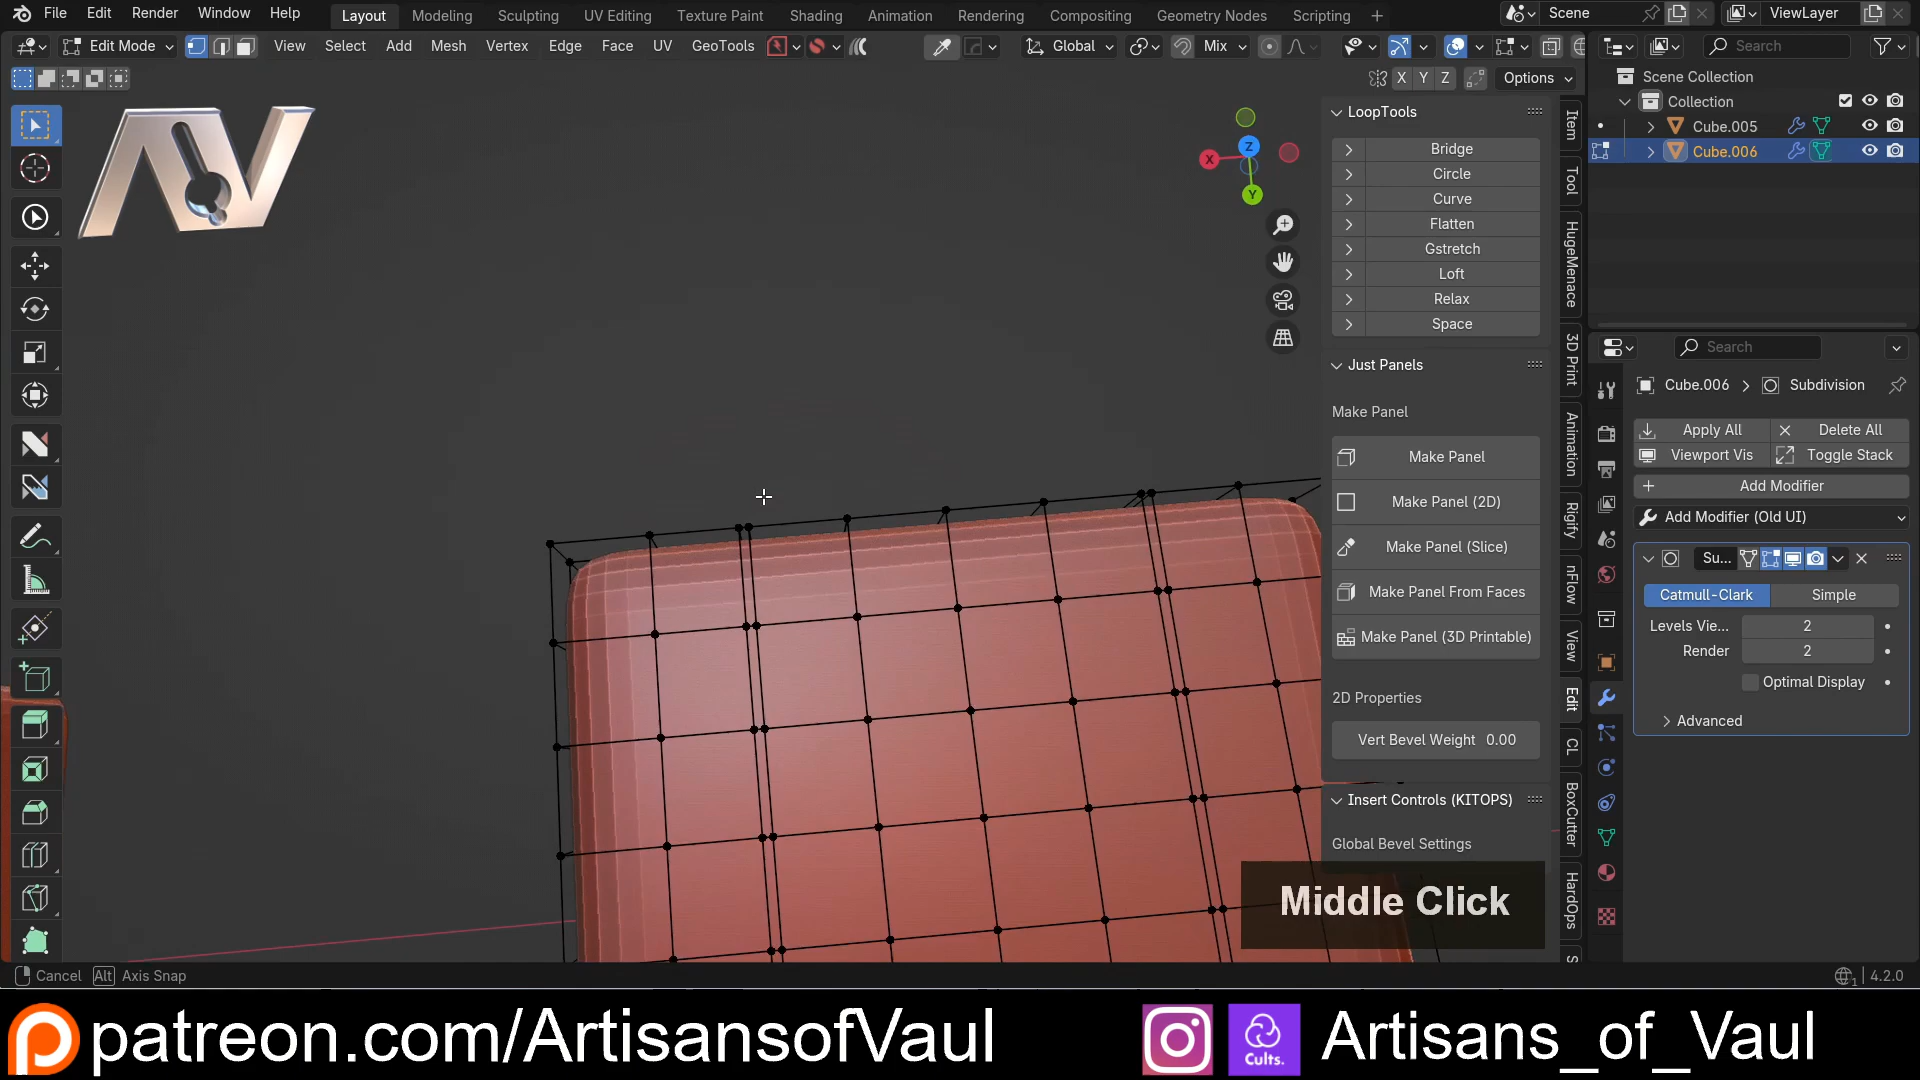 File Edit Render Window Help Layout Modeling Sculpting UV Editing Texture Paint Shading Animation Rendering Compositing Geometry Nodes Scripting + Scene ViewLayer
Edit Mode View Select Add Mesh Vertex Edge Face UV GeoTools Global Mix Search
X Y Z Options
Scene Collection
Collection
Cube.005
Cube.006
AV
X Z Y
LoopTools
Bridge
Circle
Curve
Flatten
Gstretch
Loft
Relax
Space
Just Panels
Make Panel
Make Panel
Make Panel (2D)
Make Panel (Slice)
Make Panel From Faces
Make Panel (3D Printable)
2D Properties
Vert Bevel Weight 0.00
Insert Controls (KITOPS)
Global Bevel Settings
Item
Tool
HugeMenace
3D Print
Animation
Rigify
nFlow
View
Edit
CL
BoxCutter
HardOps
S
Search
Cube.006 > Subdivision
Apply All Delete All
Viewport Vis Toggle Stack
Add Modifier
Add Modifier (Old UI)
Su...
Catmull-Clark Simple
Levels Vie... 2
Render 2
Optimal Display
Advanced
Middle Click
Cancel Alt Axis Snap 1 4.2.0
patreon.com/ArtisansofVaul Cults. Artisans_of_Vaul